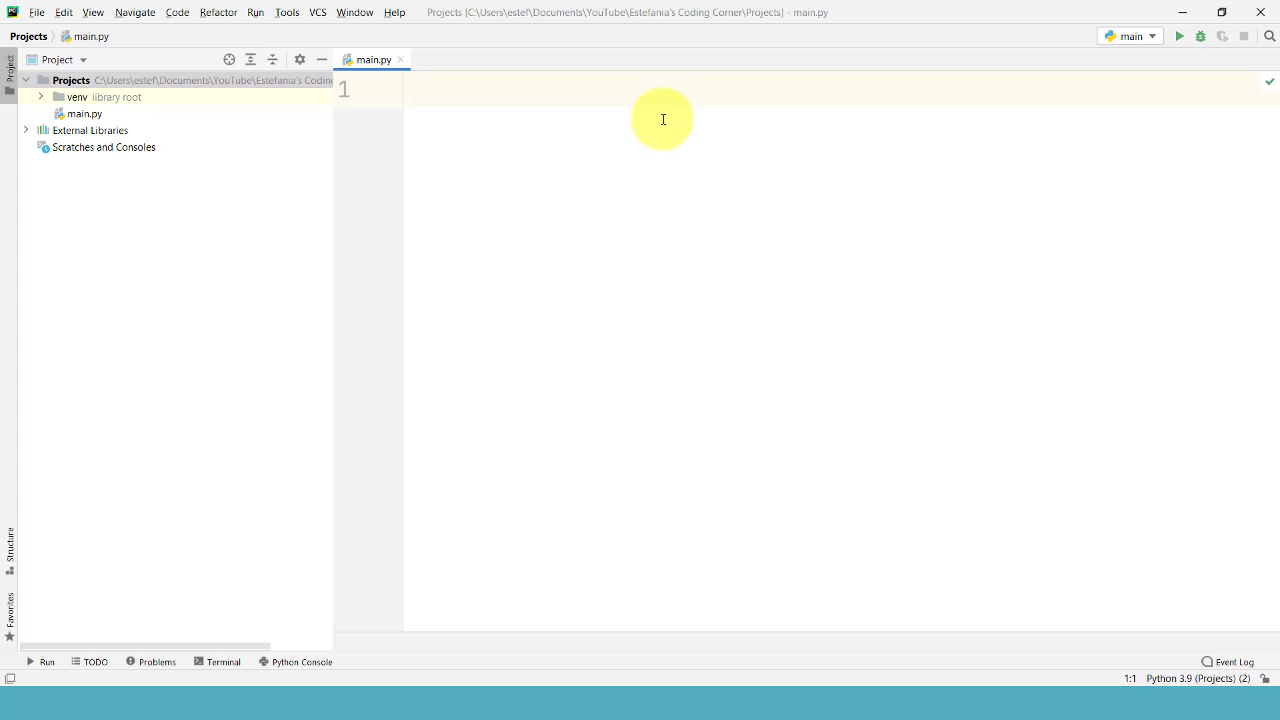 PC File Edit View Navigate Code Refactor Run Tools VCS Window Help Projects [C:\Users\estef\Documents\YouTube\Estefania's Coding Corner\Projects] - main.py
Projects main.py main
Project Project main.py
Projects C:\Users\estef\Documents\YouTube\Estefania's Coding
1
venv library root
main.py
External Libraries
Scratches and Consoles
Structure
Favorites
Run TODO Problems Terminal Python Console Event Log
1:1 Python 3.9 (Projects) (2)